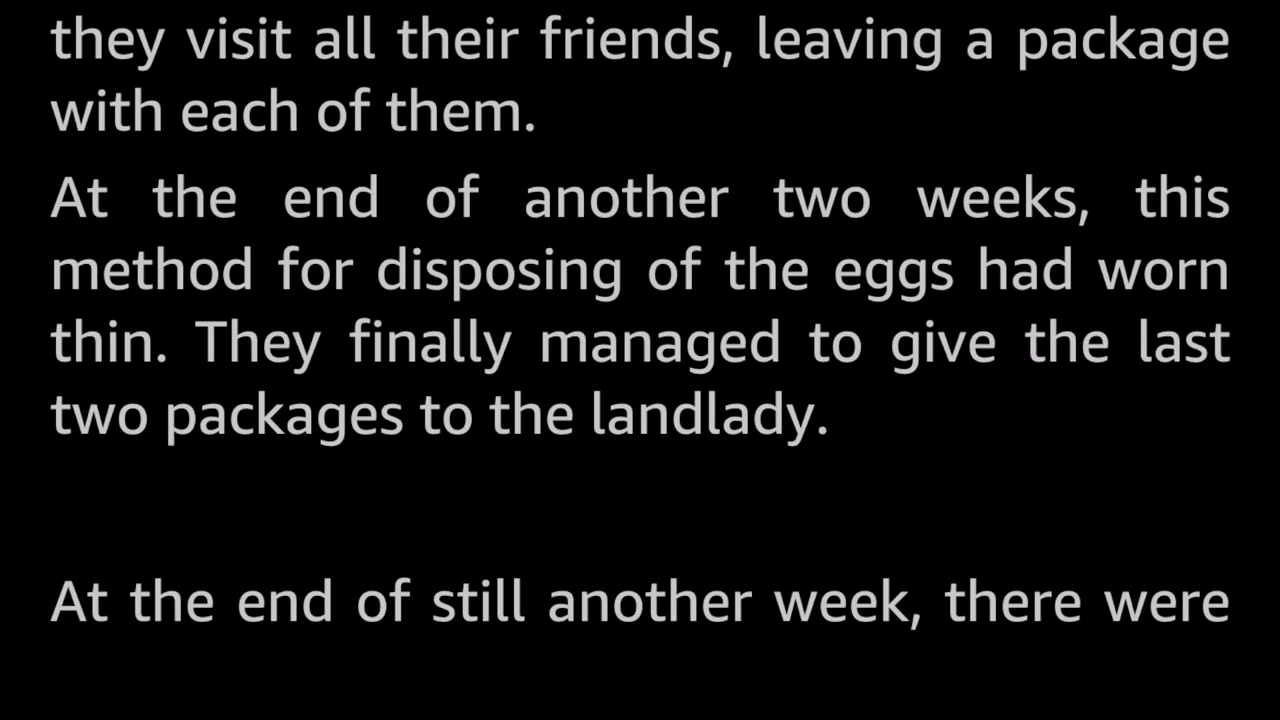 they visit all their friends, leaving a package
with each of them.
At the end of another two weeks, this
method for disposing of the eggs had worn
thin. They finally managed to give the last
two packages to the landlady.
At the end of still another week, there were